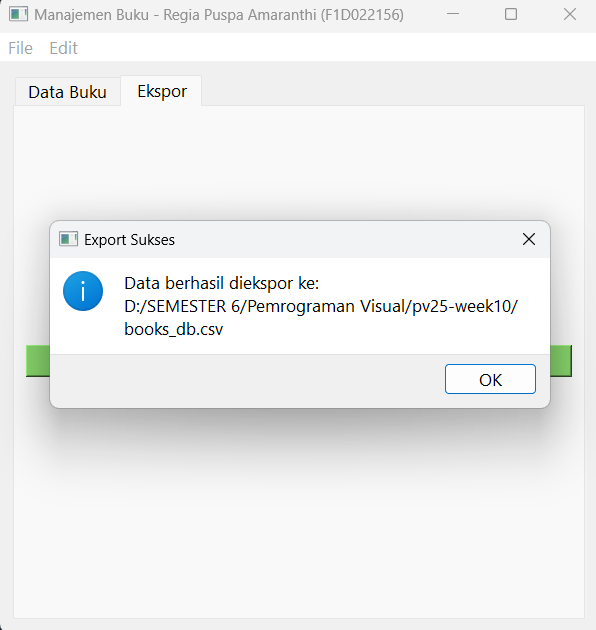 Manajemen Buku - Regia Puspa Amaranthi (F1D022156)
File Edit
Data Buku Ekspor
Export Sukses
Data berhasil diekspor ke:
D:/SEMESTER 6/Pemrograman Visual/pv25-week10/
books_db.csv
OK